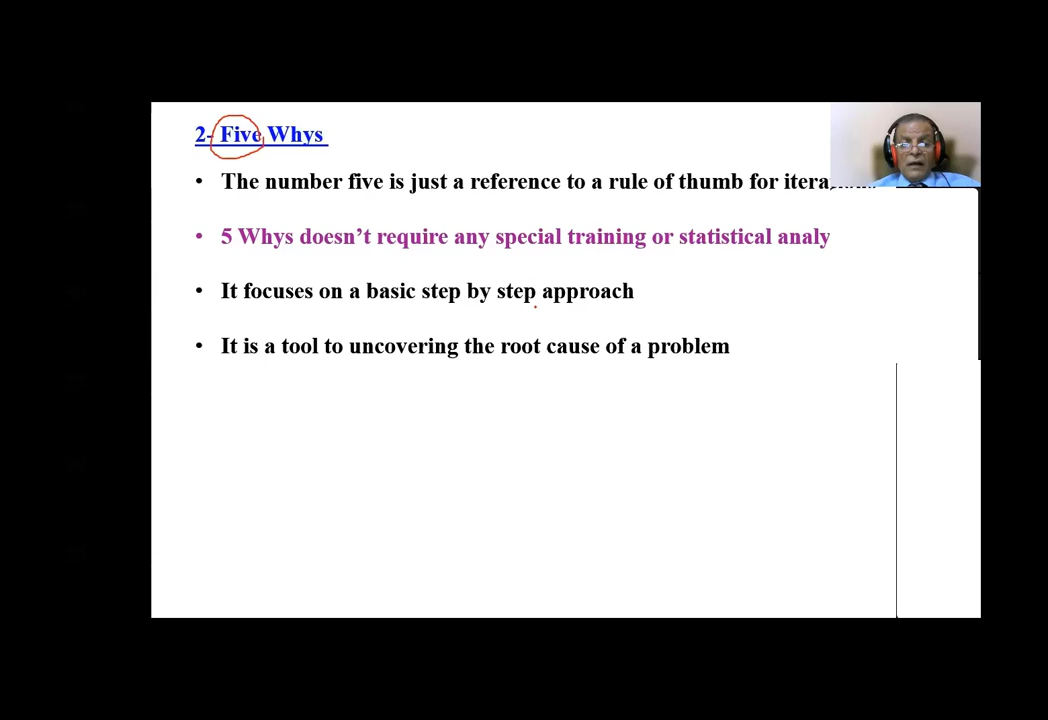 2- Five Whys
• The number five is just a reference to a rule of thumb for
• 5 Whys doesn’t require any special training or statistical analy
• It focuses on a basic step by step approach
• It is a tool to uncovering the root cause of a problem